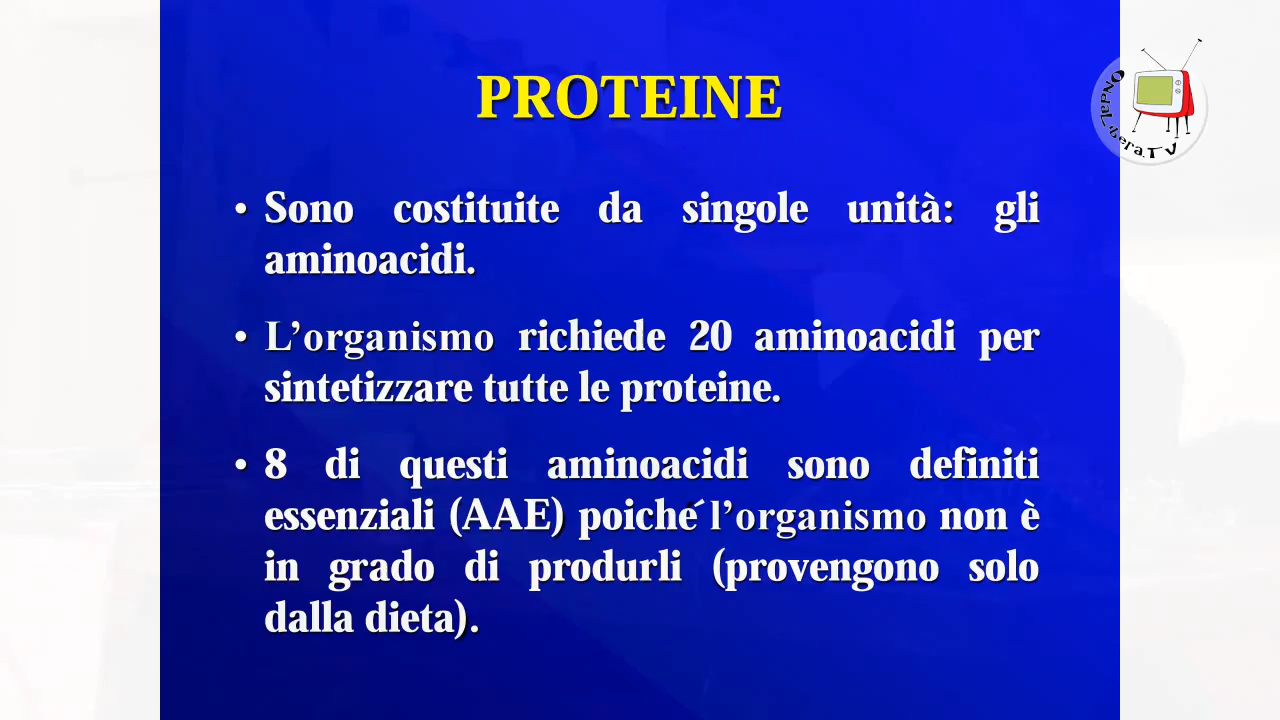 PROTEINE
OndaLiberaTV
• Sono costituite da singole unità: gli
aminoacidi.
• L’organismo richiede 20 aminoacidi per
sintetizzare tutte le proteine.
• 8 di questi aminoacidi sono definiti
essenziali (AAE) poiché l’organismo non è
in grado di produrli (provengono solo
dalla dieta).